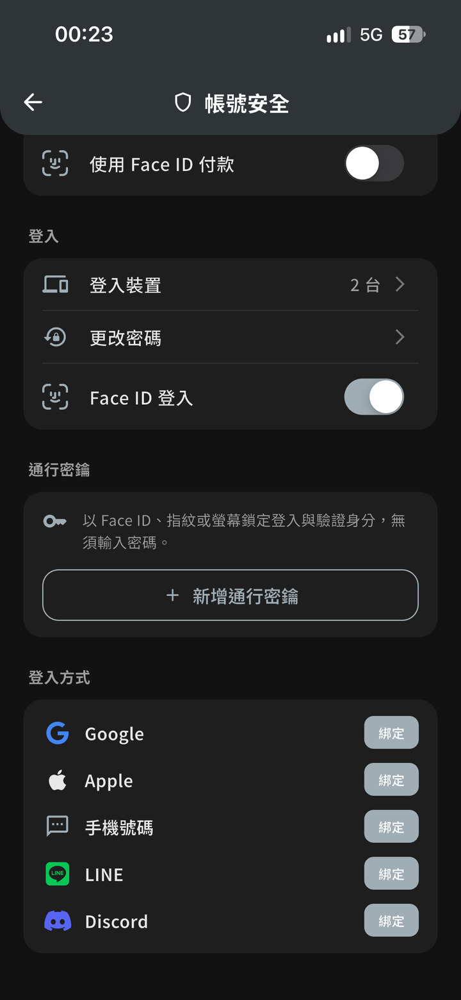 00:23
5G
57
帳號安全
使用 Face ID 付款
登入
登入裝置
2 台
更改密碼
Face ID 登入
通行密鑰
以 Face ID、指紋或螢幕鎖定登入與驗證身分，無
須輸入密碼。
+ 新增通行密鑰
登入方式
Google
綁定
Apple
綁定
手機號碼
綁定
LINE
LINE
綁定
Discord
綁定